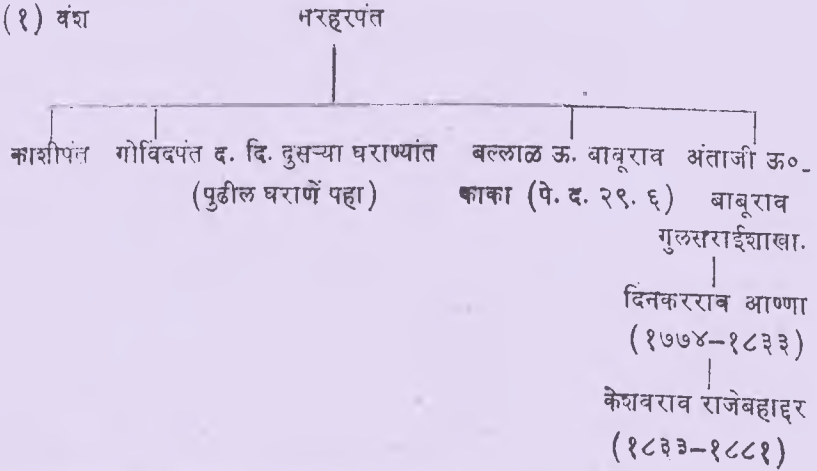 (१) वंश नरहरपंत
काशीपंत गोविंदपंत द. दि. दुसऱ्या घराण्यांत बल्लाळ ऊ. बाबूराव अंताजी ऊ०
(पुढील घराणें पहा) काका (पे. द. २९. ६) बाबूराव
गुलसराईशाखा.
दिनकरराव आण्णा
(१७७४–१८३३)
केशवराव राजेबहाद्दर
(१८३३–१८८१)